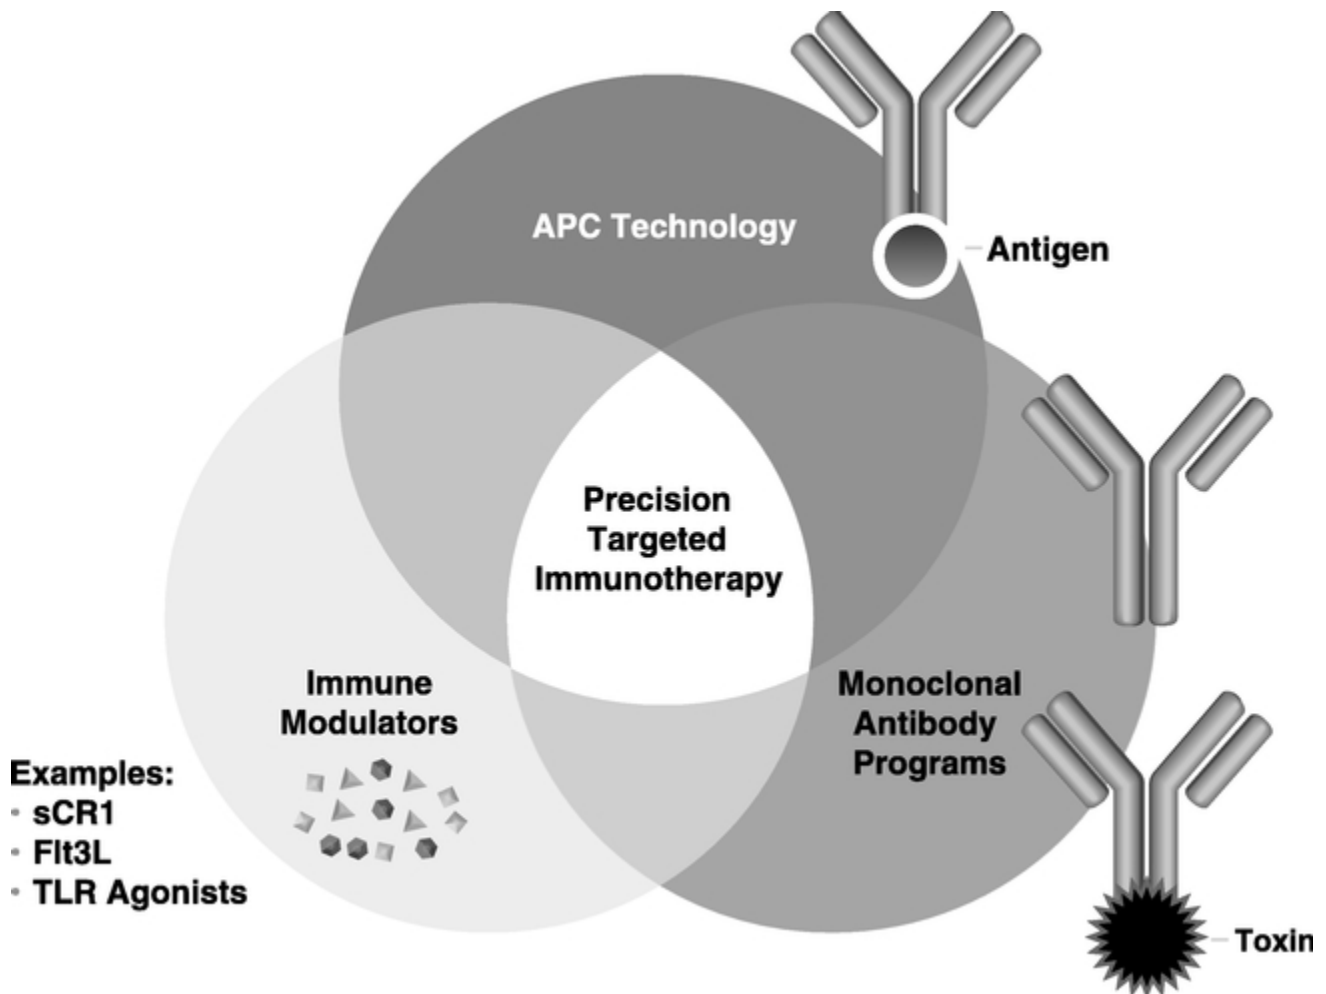 APC Technology
Antigen
Precision
Targeted
Immunotherapy
Immune
Modulators
Monoclonal
Antibody
Programs
Examples:
• sCR1
• Flt3L
• TLR Agonists
Toxin